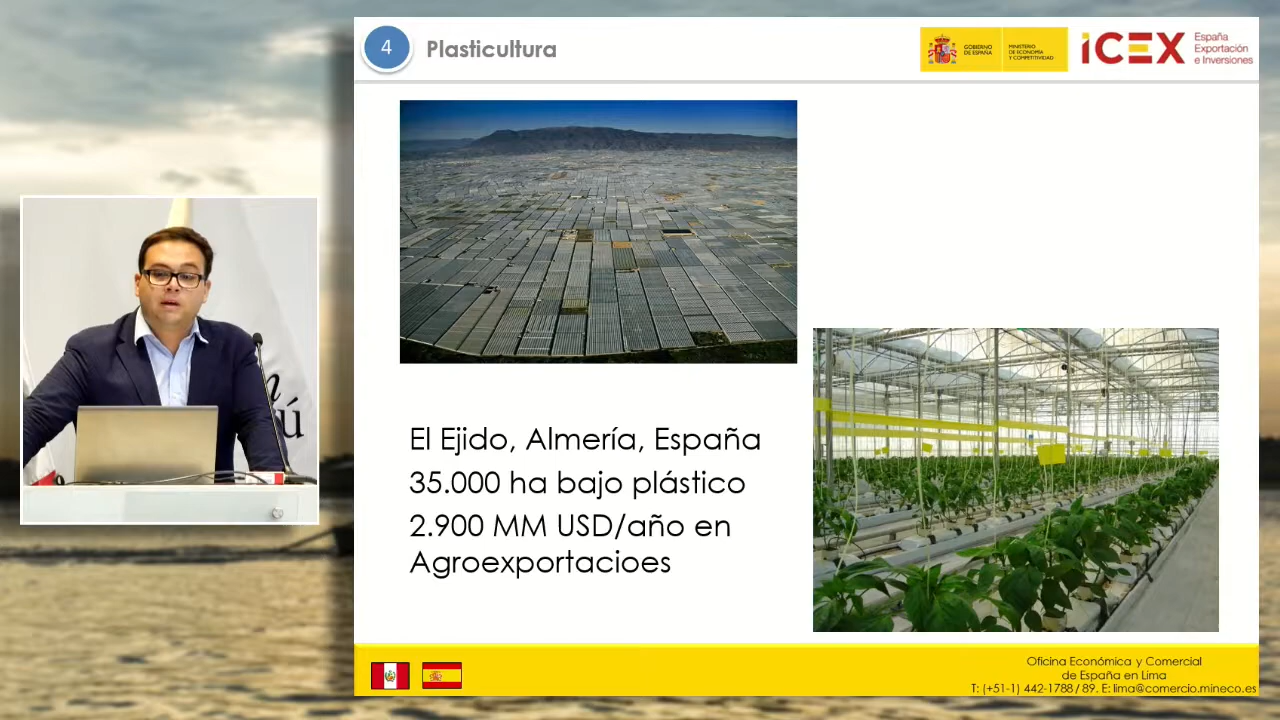 4
Plasticultura
GOBIERNO
DE ESPAÑA
MINISTERIO
DE ECONOMÍA
Y COMPETITIVIDAD
ICEX
España
Exportación
e Inversiones
El Ejido, Almería, España
35.000 ha bajo plástico
2.900 MM USD/año en
Agroexportacioes
ú
Oficina Económica y Comercial
de España en Lima
T: (+51-1) 442-1788 / 89. E: lima@comercio.mineco.es